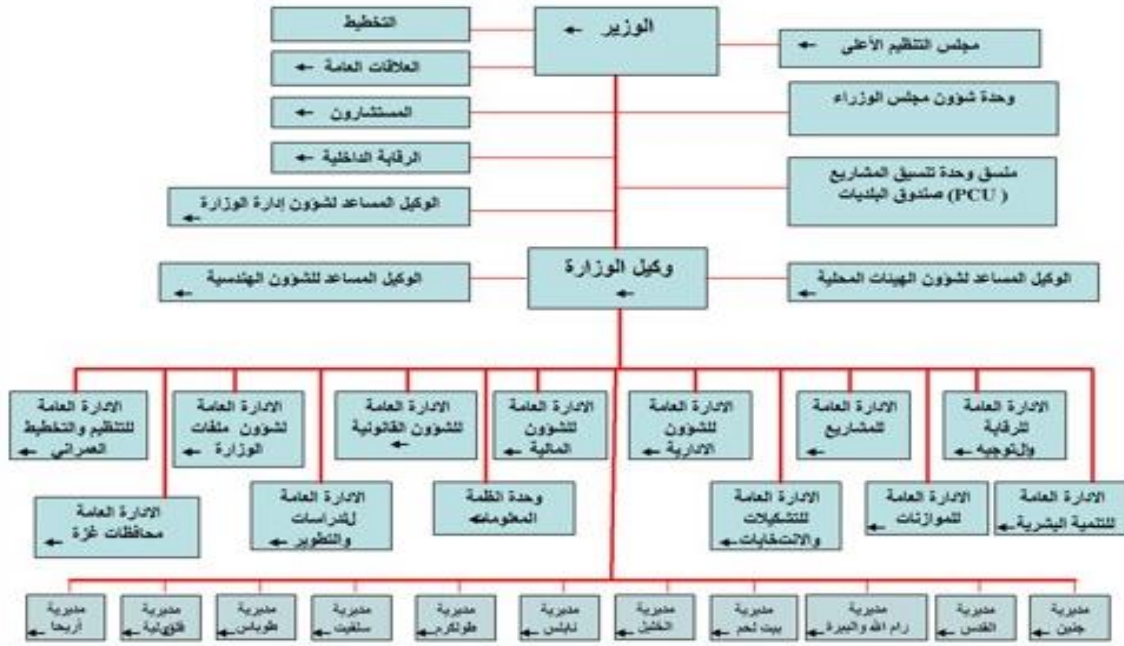 الوزير
مجلس التنظيم الأعلى
التخطيط
العلاقات العامة
وحدة شؤون مجلس الوزراء
المستشارون
الرقابة الداخلية
منسق وحدة تنسيق المشاريع
( PCU) صندوق البلديات
الوكيل المساعد لشؤون إدارة الوزارة
وكيل الوزارة
الوكيل المساعد لشؤون الهيئات المحلية
الوكيل المساعد للشؤون الهندسية
الادارة العامة
للرقابة
والتوجيه
الادارة العامة
للمشاريع
الادارة العامة
للشؤون
الادارية
الادارة العامة
للشؤون
المالية
الادارة العامة
للشؤون القانونية
الادارة العامة
لشؤون ملفات
الوزارة
الادارة العامة
للتنظيم والتخطيط
العمراني
الادارة العامة
للتنمية البشرية
الادارة العامة
للموازنات
الادارة العامة
للتشكيلات
والانتخابات
وحدة انظمة
المعلومات
الادارة العامة
للدراسات
والتطوير
الادارة العامة
محافظات غزة
مديرية
جنين
مديرية
القدس
مديرية
رام الله والبيرة
مديرية
بيت لحم
مديرية
الخليل
مديرية
نابلس
مديرية
طولكرم
مديرية
سلفيت
مديرية
طوباس
مديرية
قلقيلية
مديرية
أريحا